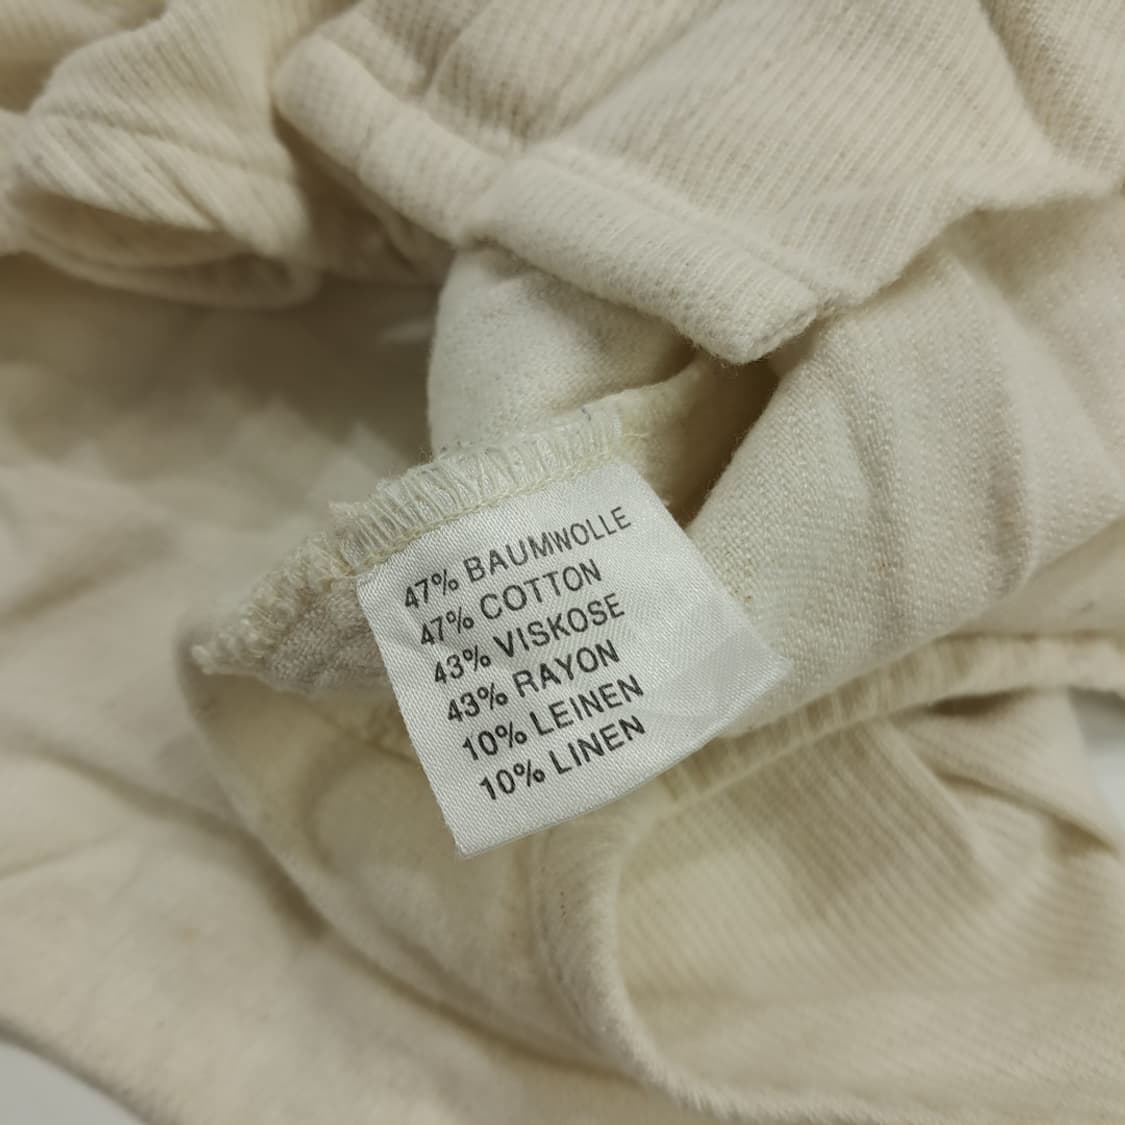 47% BAUMWOLLE
47% COTTON
43% VISKOSE
43% RAYON
10% LEINEN
10% LINEN